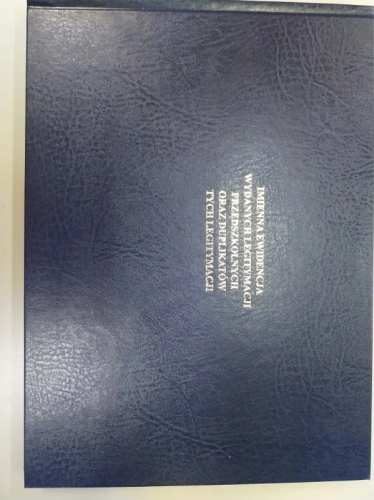 IMIENNA EWIDENCJA
WYDANYCH LEGITYMACJI
PRZEDSZKOLNYCH
ORAZ DUPLIKATÓW
TYCH LEGITYMACJI